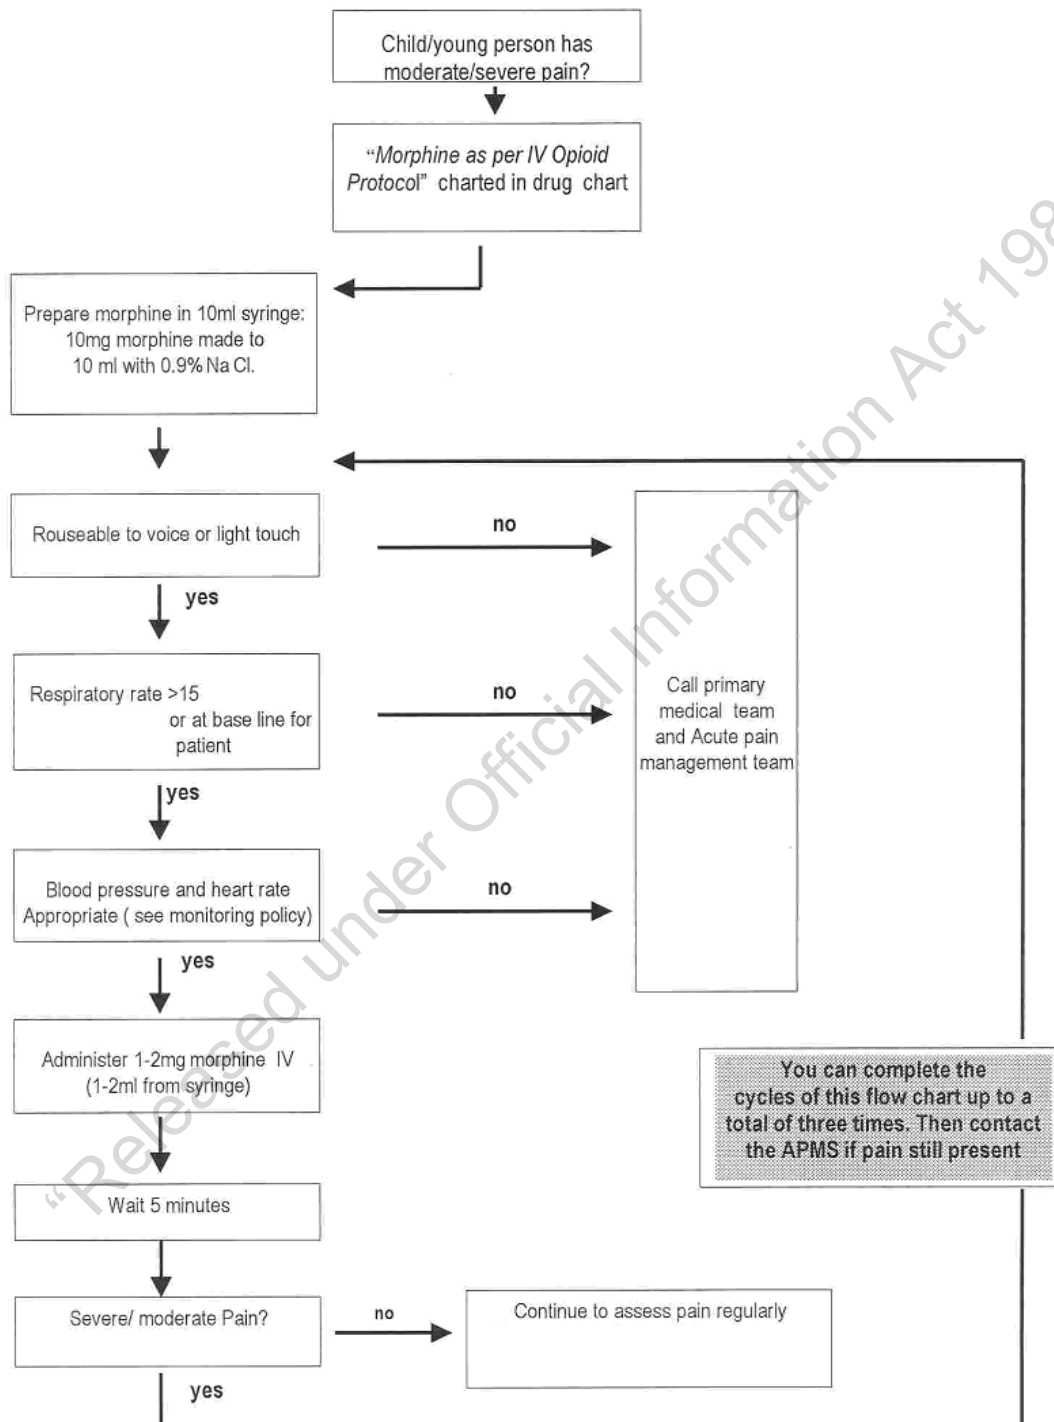 Child/young person has
moderate/severe pain?
“Morphine as per IV Opioid
Protocol” charted in drug chart
Prepare morphine in 10ml syringe:
10mg morphine made to
10 ml with 0.9% Na Cl.
Rouseable to voice or light touch
no
yes
Respiratory rate >15
or at base line for
patient
no
Call primary
medical team
and Acute pain
management team
yes
Blood pressure and heart rate
Appropriate ( see monitoring policy)
no
yes
Administer 1-2mg morphine IV
(1-2ml from syringe)
You can complete the
cycles of this flow chart up to a
total of three times. Then contact
the APMS if pain still present
Wait 5 minutes
Severe/ moderate Pain?
no
Continue to assess pain regularly
yes
“Released under Official Information Act 198